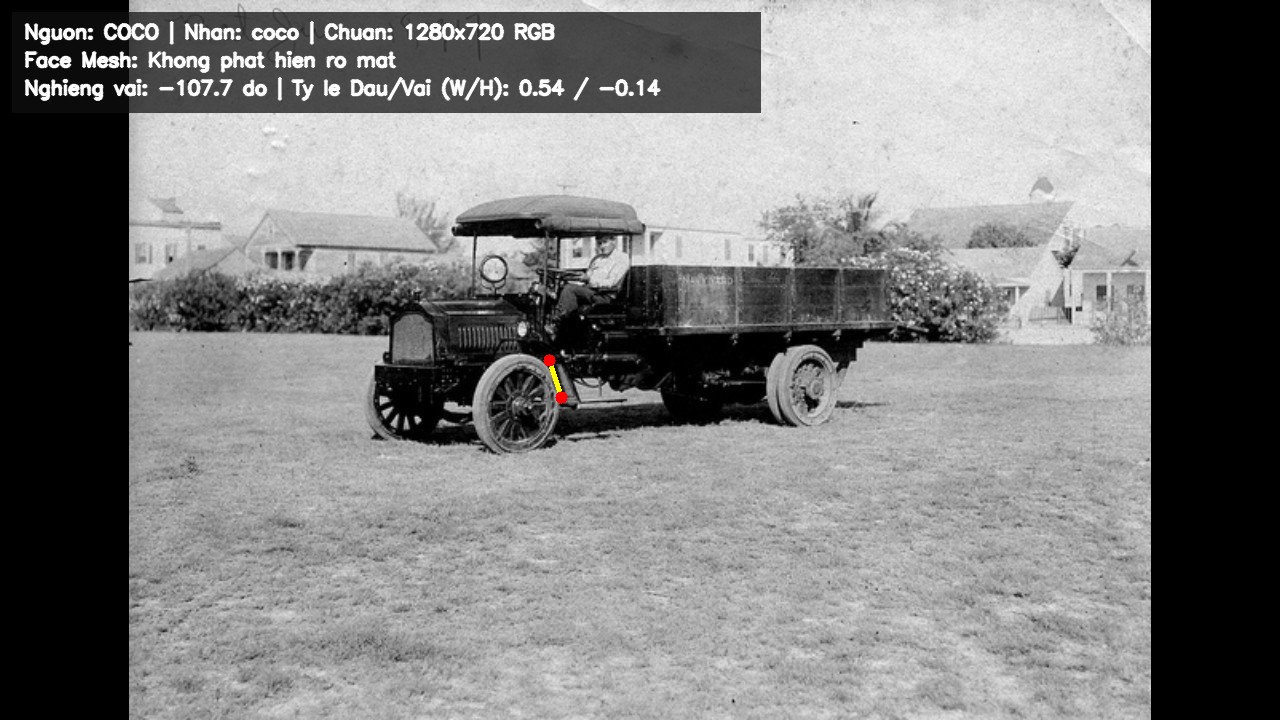 Nguon: COCO | Nhan: coco | Chuan: 1280x720 RGB
Face Mesh: Khong phat hien ro mat
Nghieng vai: -107.7 do | Ty le Dau/Vai (W/H): 0.54 / -0.14